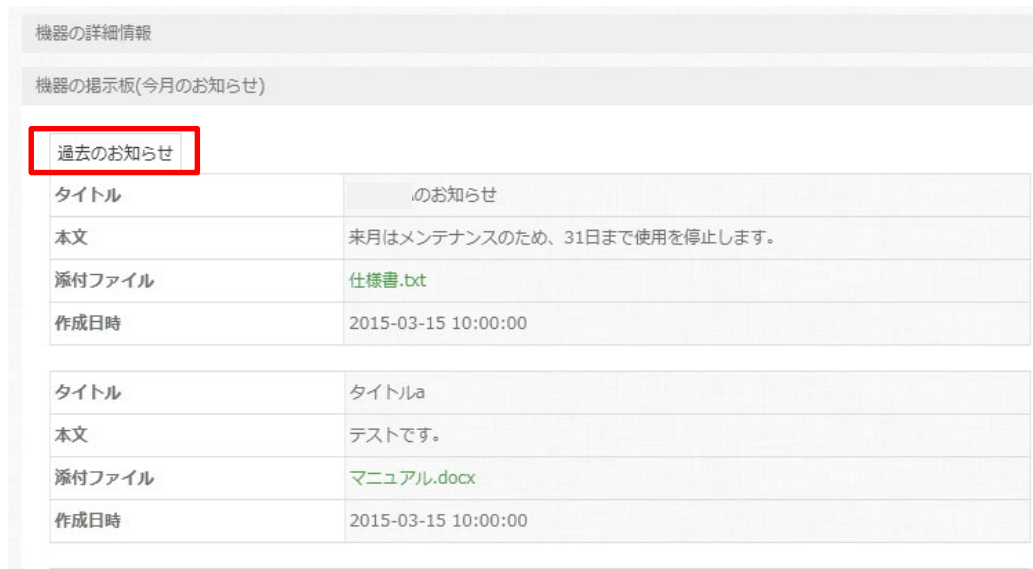 機器の詳細情報
機器の掲示板(今月のお知らせ)
過去のお知らせ
タイトル のお知らせ
本文 来月はメンテナンスのため、31日まで使用を停止します。
添付ファイル 仕様書.txt
作成日時 2015-03-15 10:00:00
タイトル タイトルa
本文 テストです。
添付ファイル マニュアル.docx
作成日時 2015-03-15 10:00:00